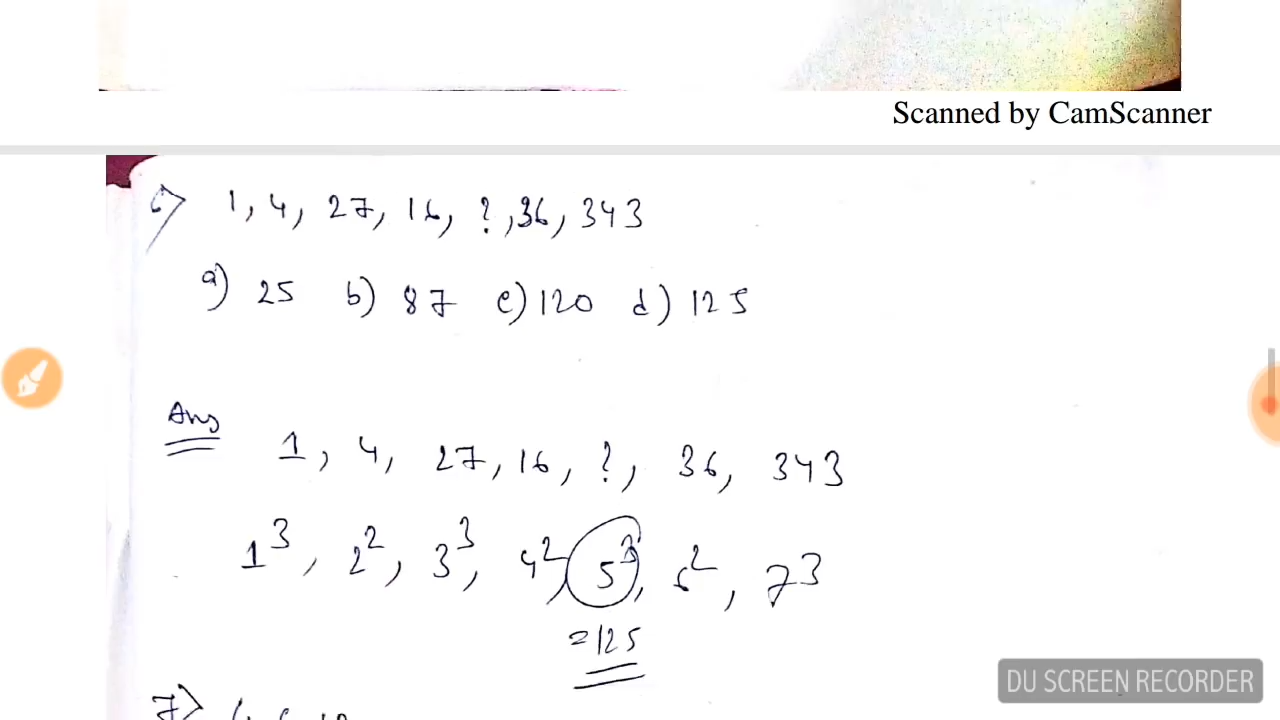 Scanned by CamScanner
6> 1, 4, 27, 16, ?, 36, 343
a) 25 b) 87 c) 120 d) 125
Ans
1, 4, 27, 16, ?, 36, 343
1³, 2², 3³, 4², 5³, 6², 7³
=125
7>
DU SCREEN RECORDER